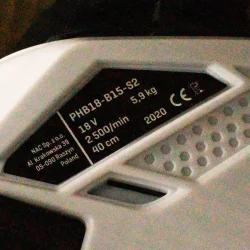 PHB18-B15-S2
18 V 5,9 kg
2 500/min
40 cm 2020 CE
NAC Sp. z o.o.
Al. Krakowska 39
05-090 Raszyn
Poland